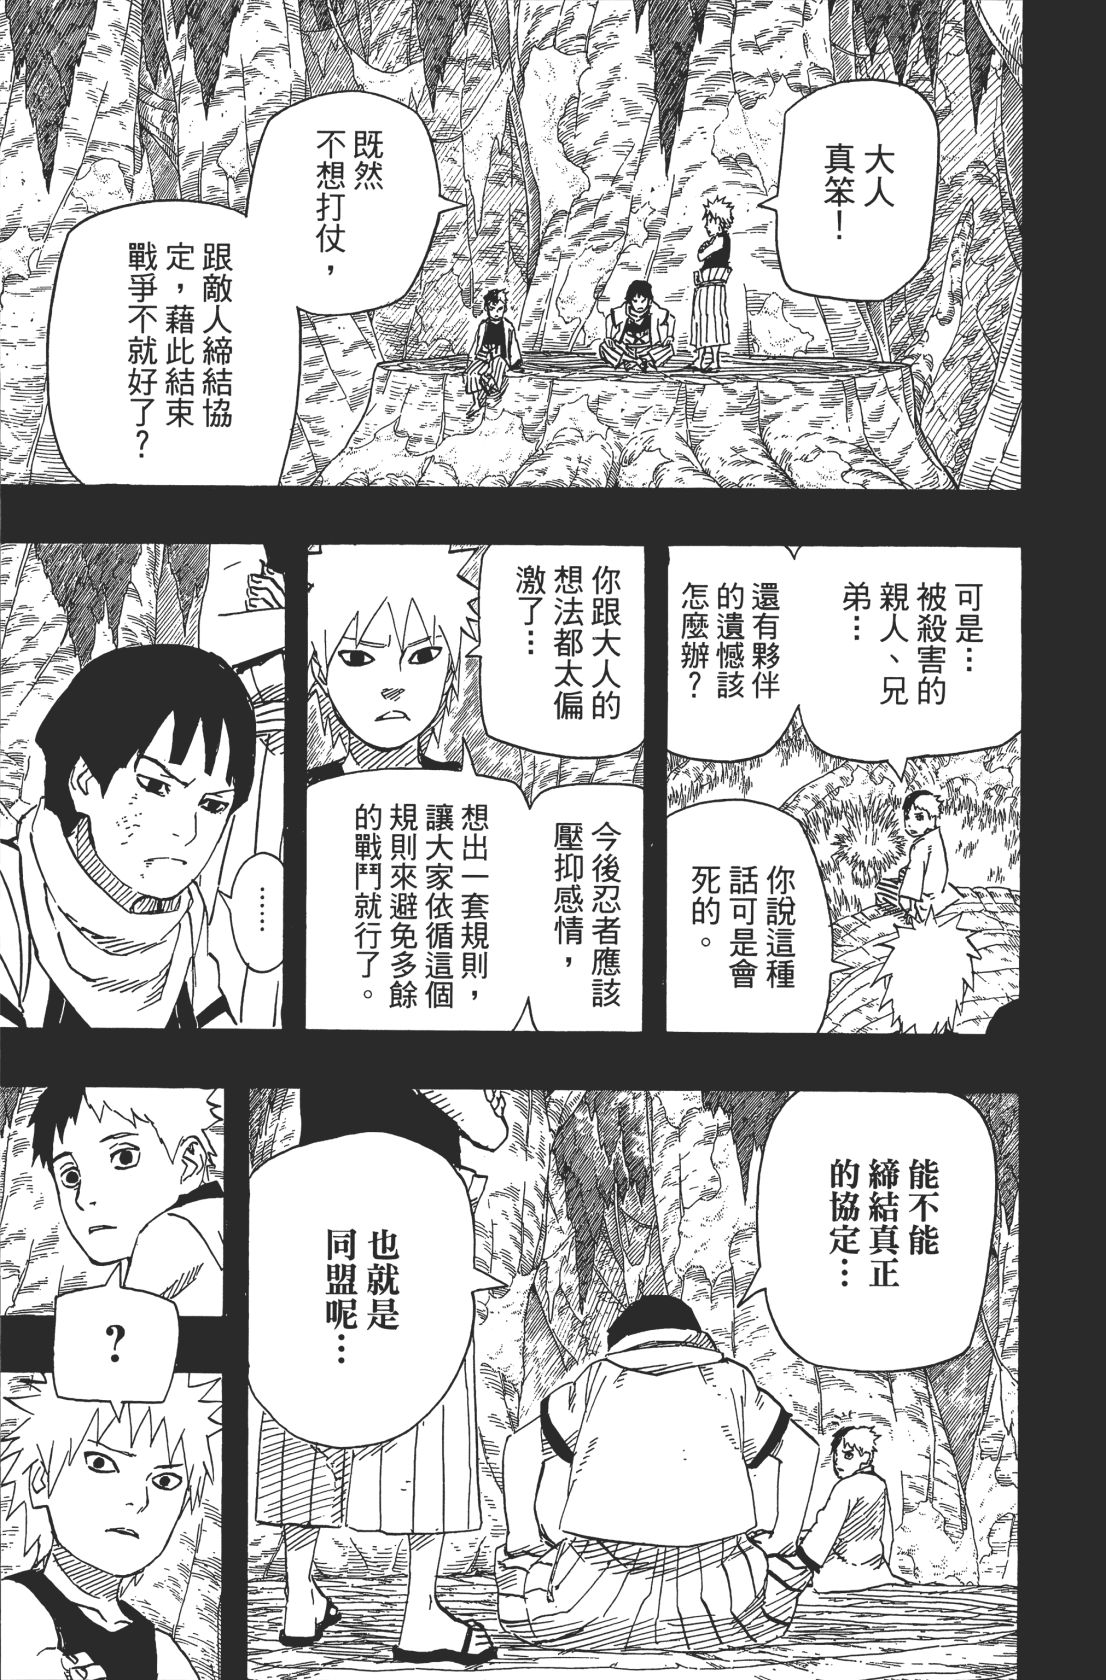 大人
真笨！
既然
不想打仗，
跟敵人締結協
定，藉此結束
戰爭不就好了？
可是…
被殺害的
親人、兄
弟…
還有夥伴
的遺憾該
怎麼辦？
你說這種
話可是會
死的。
你跟大人的
想法都太偏
激了…
今後忍者應該
壓抑感情，
想出一套規則，
讓大家依循這個
規則來避免多餘
的戰鬥就行了。
……
能不能
締結真正
的協定…
也就是
同盟呢…
？